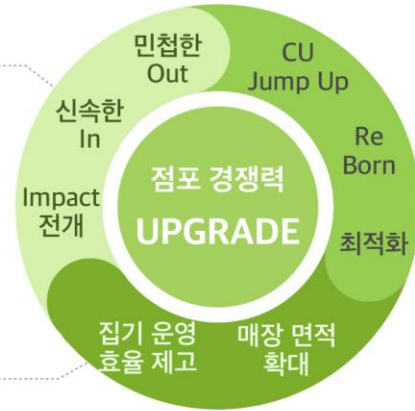 민첩한
Out
신속한
In
Impact
전개
CU
Jump Up
Re
Born
최적화
점포 경쟁력
UPGRADE
집기 운영
효율 제고
매장 면적
확대